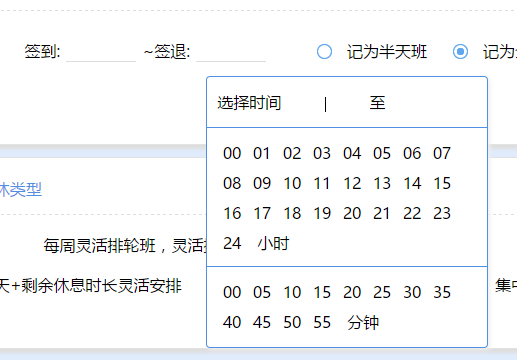 签到: ~签退: 记为半天班 记为
选择时间 | 至
00 01 02 03 04 05 06 07
08 09 10 11 12 13 14 15
16 17 18 19 20 21 22 23
24 小时
休类型
每周灵活排轮班，灵活
天+剩余休息时长灵活安排
00 05 10 15 20 25 30 35
集中
40 45 50 55 分钟